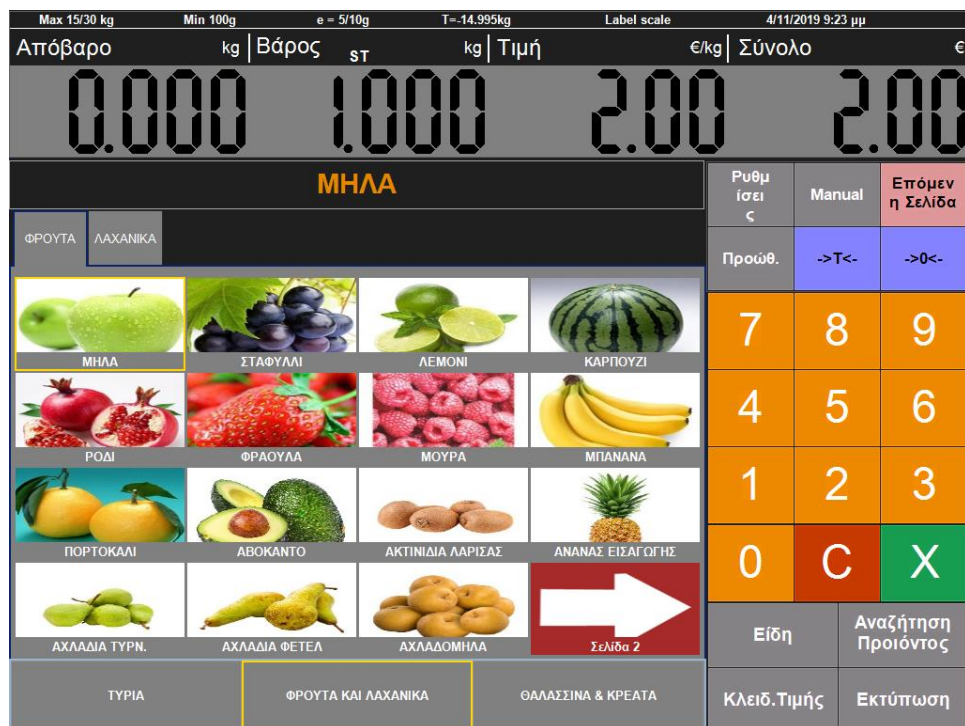 Max 15/30 kg Min 100g e = 5/10g T=-14.995kg Label scale 4/11/2019 9:23 μμ
Απόβαρο kg Βάρος ST kg Τιμή €/kg Σύνολο €
0.000 1.000 2.00 2.00
ΜΗΛΑ
Ρυθμ
ίσει
ς
Manual
Επόμεν
η Σελίδα
ΦΡΟΥΤΑ ΛΑΧΑΝΙΚΑ
Προώθ. ->T<- ->0<-
ΜΗΛΑ ΣΤΑΦΥΛΛΙ ΛΕΜΟΝΙ ΚΑΡΠΟΥΖΙ
7 8 9
ΡΟΔΙ ΦΡΑΟΥΛΑ ΜΟΥΡΑ ΜΠΑΝΑΝΑ
4 5 6
ΠΟΡΤΟΚΑΛΙ ΑΒΟΚΑΝΤΟ ΑΚΤΙΝΙΔΙΑ ΛΑΡΙΣΑΣ ΑΝΑΝΑΣ ΕΙΣΑΓΩΓΗΣ
1 2 3
0 C X
ΑΧΛΑΔΙΑ ΤΥΡΝ. ΑΧΛΑΔΙΑ ΦΕΤΕΛ ΑΧΛΑΔΟΜΗΛΑ Σελίδα 2
Είδη
Αναζήτηση
Προιόντος
ΤΥΡΙΑ ΦΡΟΥΤΑ ΚΑΙ ΛΑΧΑΝΙΚΑ ΘΑΛΑΣΣΙΝΑ & ΚΡΕΑΤΑ
Κλειδ.Τιμής Εκτύπωση